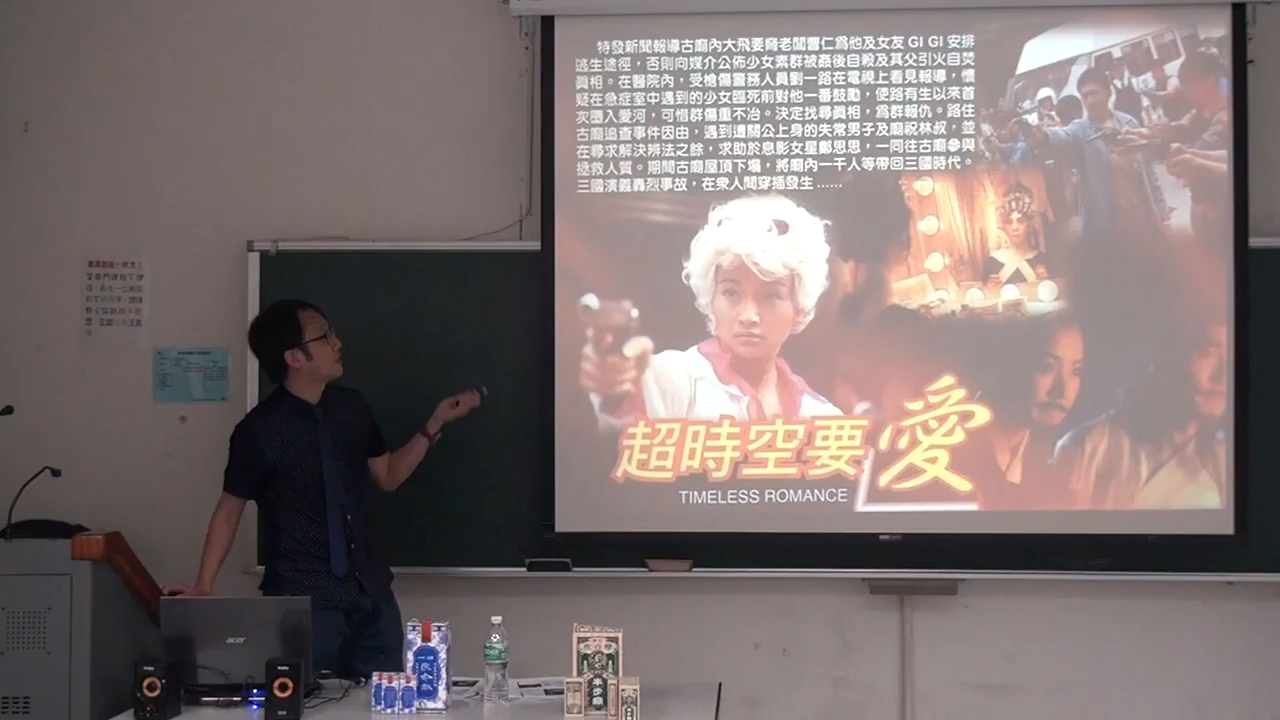 特發新聞報導古廟內大飛要脅老闆曹仁為他及女友 GI GI 安排
逃生途徑，否則向媒介公佈少女素群被姦後自殺及其父引火自焚
真相。在醫院內，受槍傷警務人員劉一路在電視上看見報導，懷
疑在急症室中遇到的少女臨死前對他一番鼓勵，使路有生以來首
次墮入愛河，可惜群傷重不冶。決定找尋真相，為群報仇。路往
古廟追查事件因由，遇到遭關公上身的失常男子及廟祝林叔，並
在尋求解決辨法之餘，求助於息影女星鄭思思，一同往古廟參與
拯救人質。期間古廟屋頂下塌，將廟內一干人等帶回三國時代。
三國演義轟烈事故，在衆人間穿插發生 ......
超時空要愛
TIMELESS ROMANCE
acer